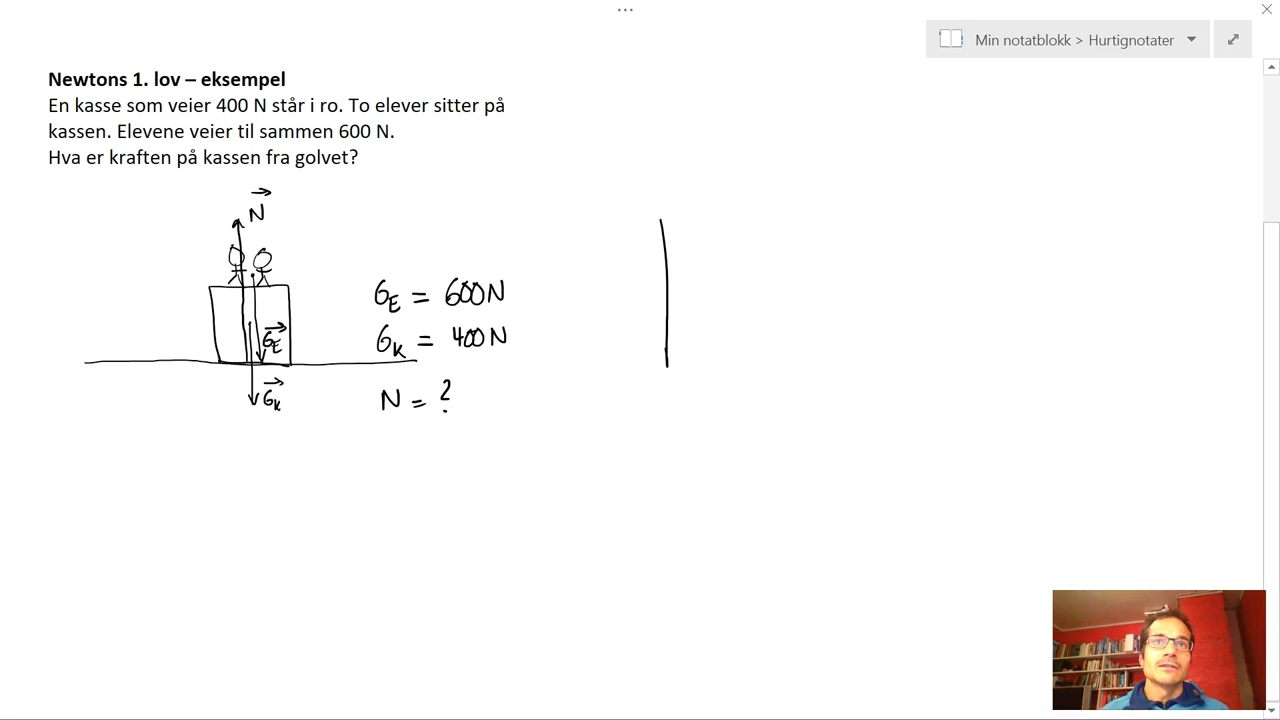 Min notatblokk > Hurtignotater
Newtons 1. lov – eksempel
En kasse som veier 400 N står i ro. To elever sitter på
kassen. Elevene veier til sammen 600 N.
Hva er kraften på kassen fra golvet?
N
G_E = 600N
G_E
G_K = 400N
G_K
N = ?